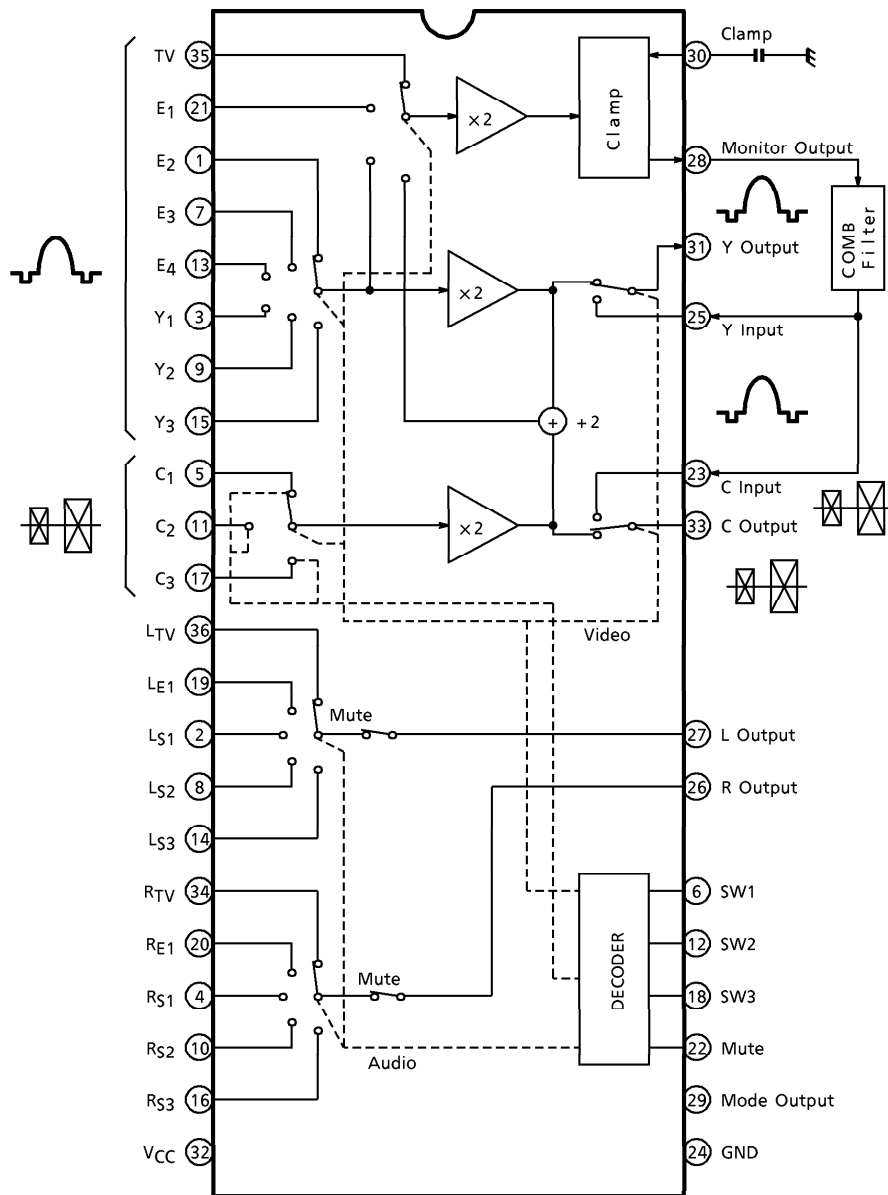 TV 35
E1 21
E2 1
E3 7
E4 13
Y1 3
Y2 9
Y3 15
C1 5
C2 11
C3 17
LTV 36
LE1 19
LS1 2
LS2 8
LS3 14
RTV 34
RE1 20
RS1 4
RS2 10
RS3 16
VCC 32
×2
Clamp
×2
+ +2
×2
Video
Mute
Mute
Audio
DECODER
30 Clamp
28 Monitor Output
COMB Filter
31 Y Output
25 Y Input
23 C Input
33 C Output
27 L Output
26 R Output
6 SW1
12 SW2
18 SW3
22 Mute
29 Mode Output
24 GND